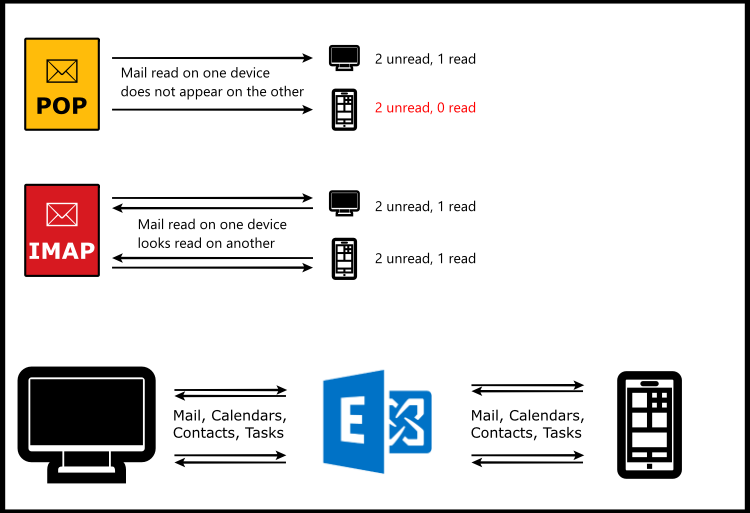 Mail read on one device
does not appear on the other
POP
2 unread, 1 read
2 unread, 0 read
Mail read on one device
looks read on another
IMAP
2 unread, 1 read
2 unread, 1 read
Mail, Calendars,
Contacts, Tasks
E
Mail, Calendars,
Contacts, Tasks